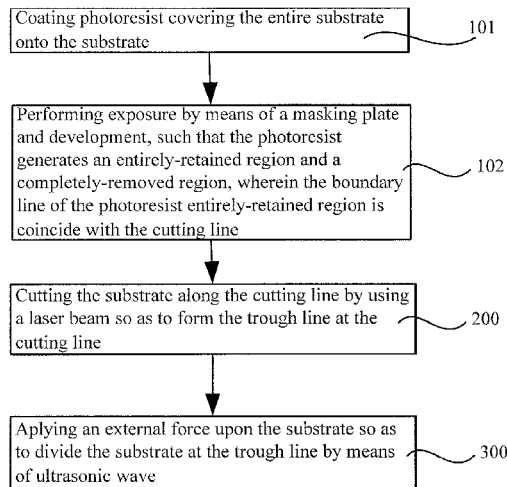 Coating photoresist covering the entire substrate
onto the substrate
101
Performing exposure by means of a masking plate
and development, such that the photoresist
generates an entirely-retained region and a
completely-removed region, wherein the boundary
line of the photoresist entirely-retained region is
coincide with the cutting line
102
Cutting the substrate along the cutting line by using
a laser beam so as to form the trough line at the
cutting line
200
Aplying an external force upon the substrate so as
to divide the substrate at the trough line by means
of ultrasonic wave
300